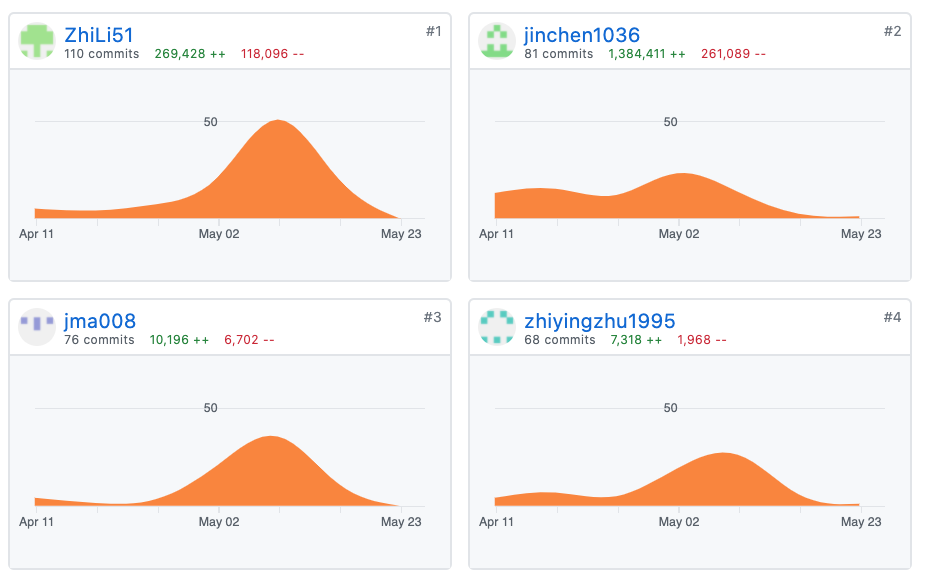 ZhiLi51 #1
110 commits 269,428 ++ 118,096 --
50
Apr 11 May 02 May 23
jinchen1036 #2
81 commits 1,384,411 ++ 261,089 --
50
Apr 11 May 02 May 23
jma008 #3
76 commits 10,196 ++ 6,702 --
50
Apr 11 May 02 May 23
zhiyingzhu1995 #4
68 commits 7,318 ++ 1,968 --
50
Apr 11 May 02 May 23